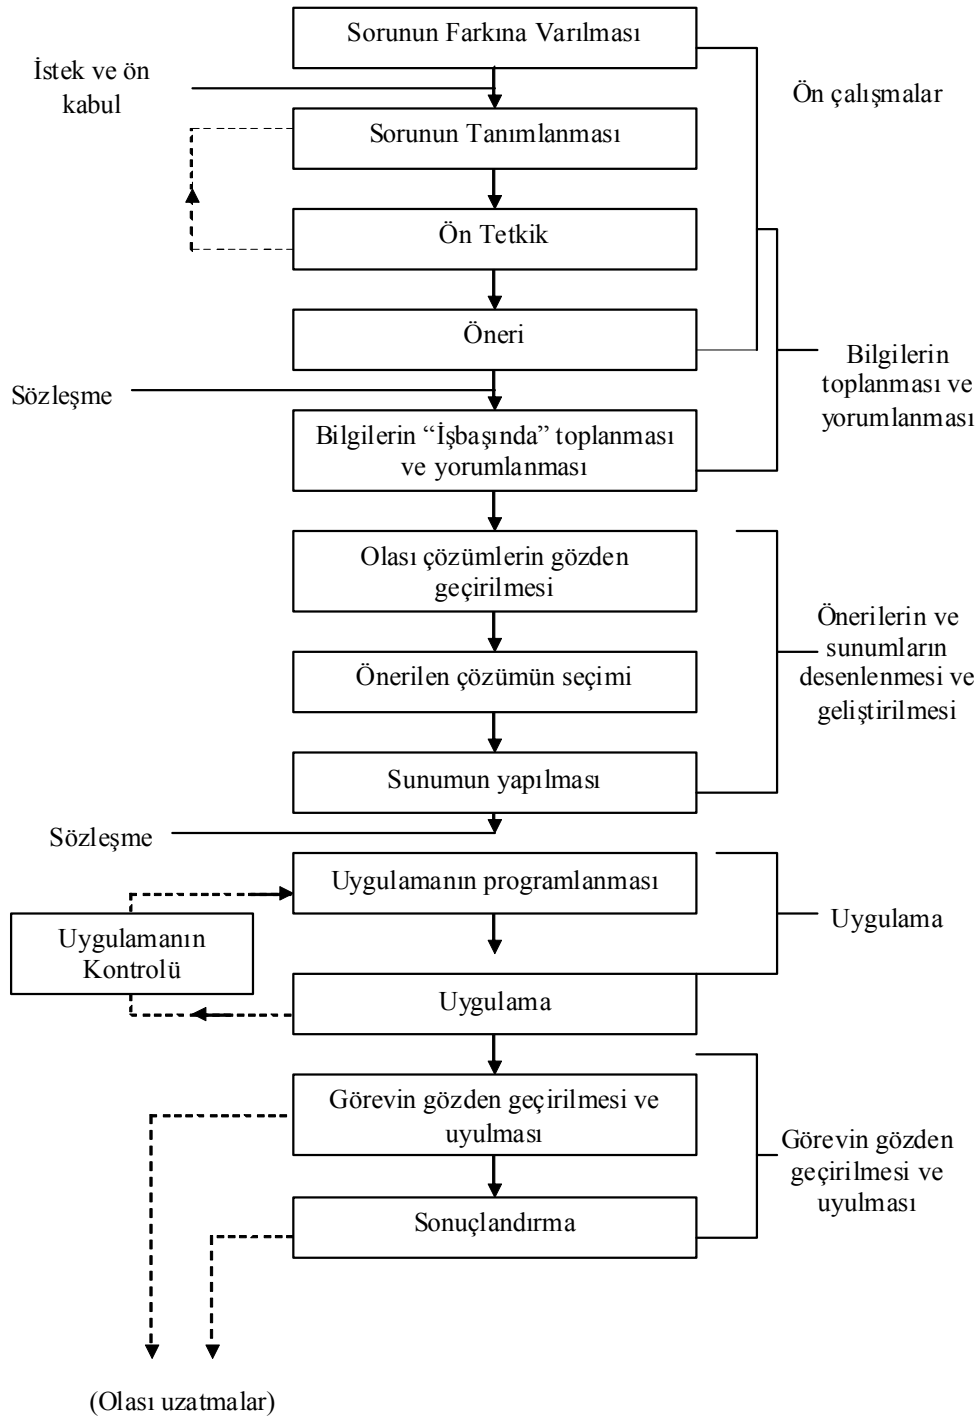 Sorunun Farkına Varılması
İstek ve ön
kabul
Ön çalışmalar
Sorunun Tanımlanması
Ön Tetkik
Öneri
Bilgilerin
toplanması ve
yorumlanması
Sözleşme
Bilgilerin “İşbaşında” toplanması
ve yorumlanması
Olası çözümlerin gözden
geçirilmesi
Önerilen çözümün seçimi
Önerilerin ve
sunumların
desenlenmesi ve
geliştirilmesi
Sunumun yapılması
Sözleşme
Uygulamanın programlanması
Uygulamanın
Kontrolü
Uygulama
Uygulama
Görevin gözden geçirilmesi ve
uyulması
Görevin gözden
geçirilmesi ve
uyulması
Sonuçlandırma
(Olası uzatmalar)